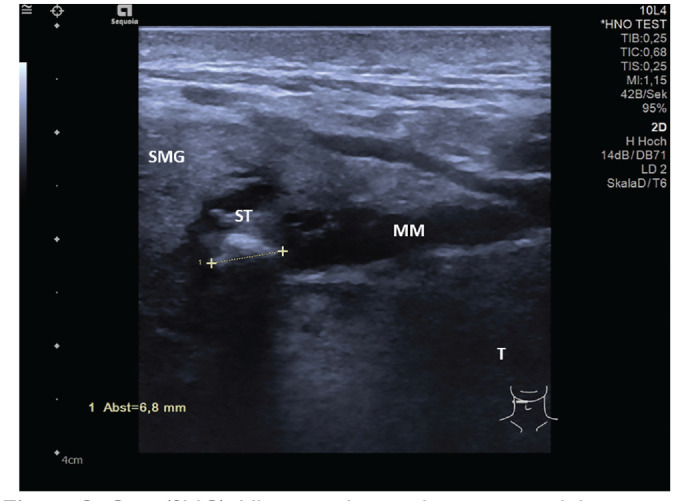 Sequoia
10L4
*HNO TEST
TIB:0,25
TIC:0,68
TIS:0,25
MI:1,15
42B/Sek
95%
2D
H Hoch
14dB/DB71
LD 2
SkalaD/T6
SMG
ST
MM
1
T
1 Abst=6,8 mm
4cm